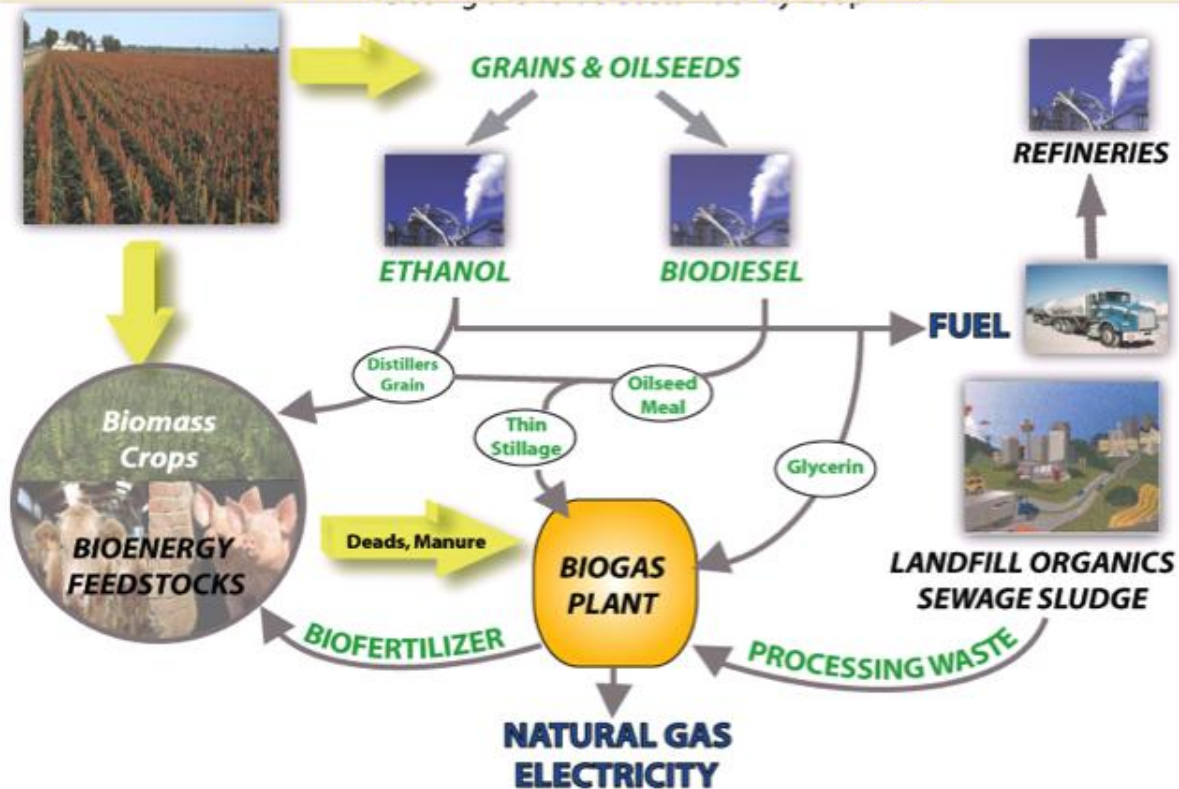 GRAINS & OILSEEDS
REFINERIES
ETHANOL
BIODIESEL
FUEL
Distillers
Grain
Oilseed
Meal
Thin
Stillage
Glycerin
Biomass
Crops
BIOENERGY
FEEDSTOCKS
Deads, Manure
BIOGAS
PLANT
LANDFILL ORGANICS
SEWAGE SLUDGE
BIOFERTILIZER
PROCESSING WASTE
NATURAL GAS
ELECTRICITY